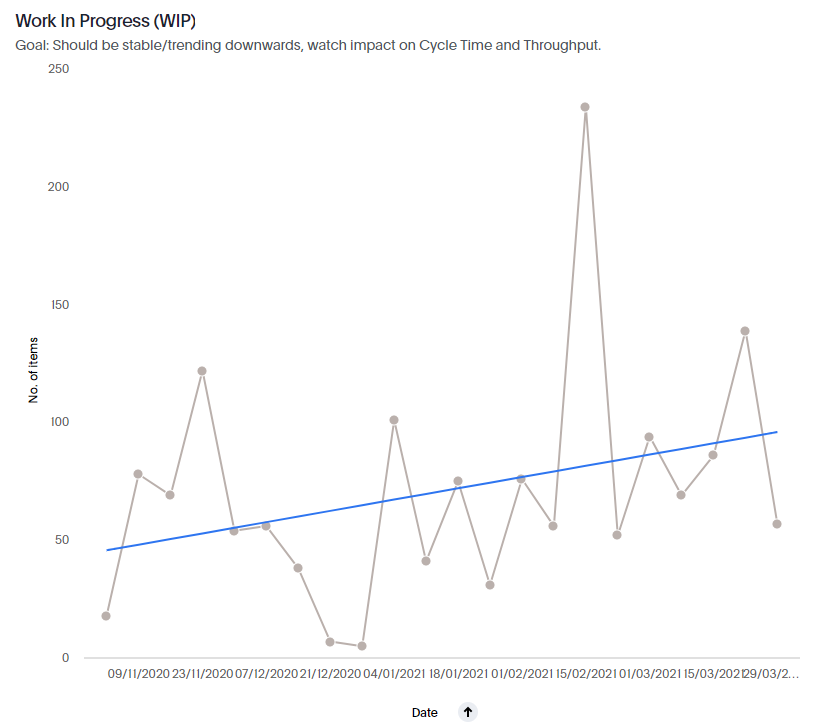 Work In Progress (WIP)
Goal: Should be stable/trending downwards, watch impact on Cycle Time and Throughput.
250
200
150
100
50
0
No. of items
09/11/2020 23/11/2020 07/12/2020 21/12/2020 04/01/2021 18/01/2021 01/02/2021 15/02/2021 01/03/2021 15/03/2021 29/03/2...
Date